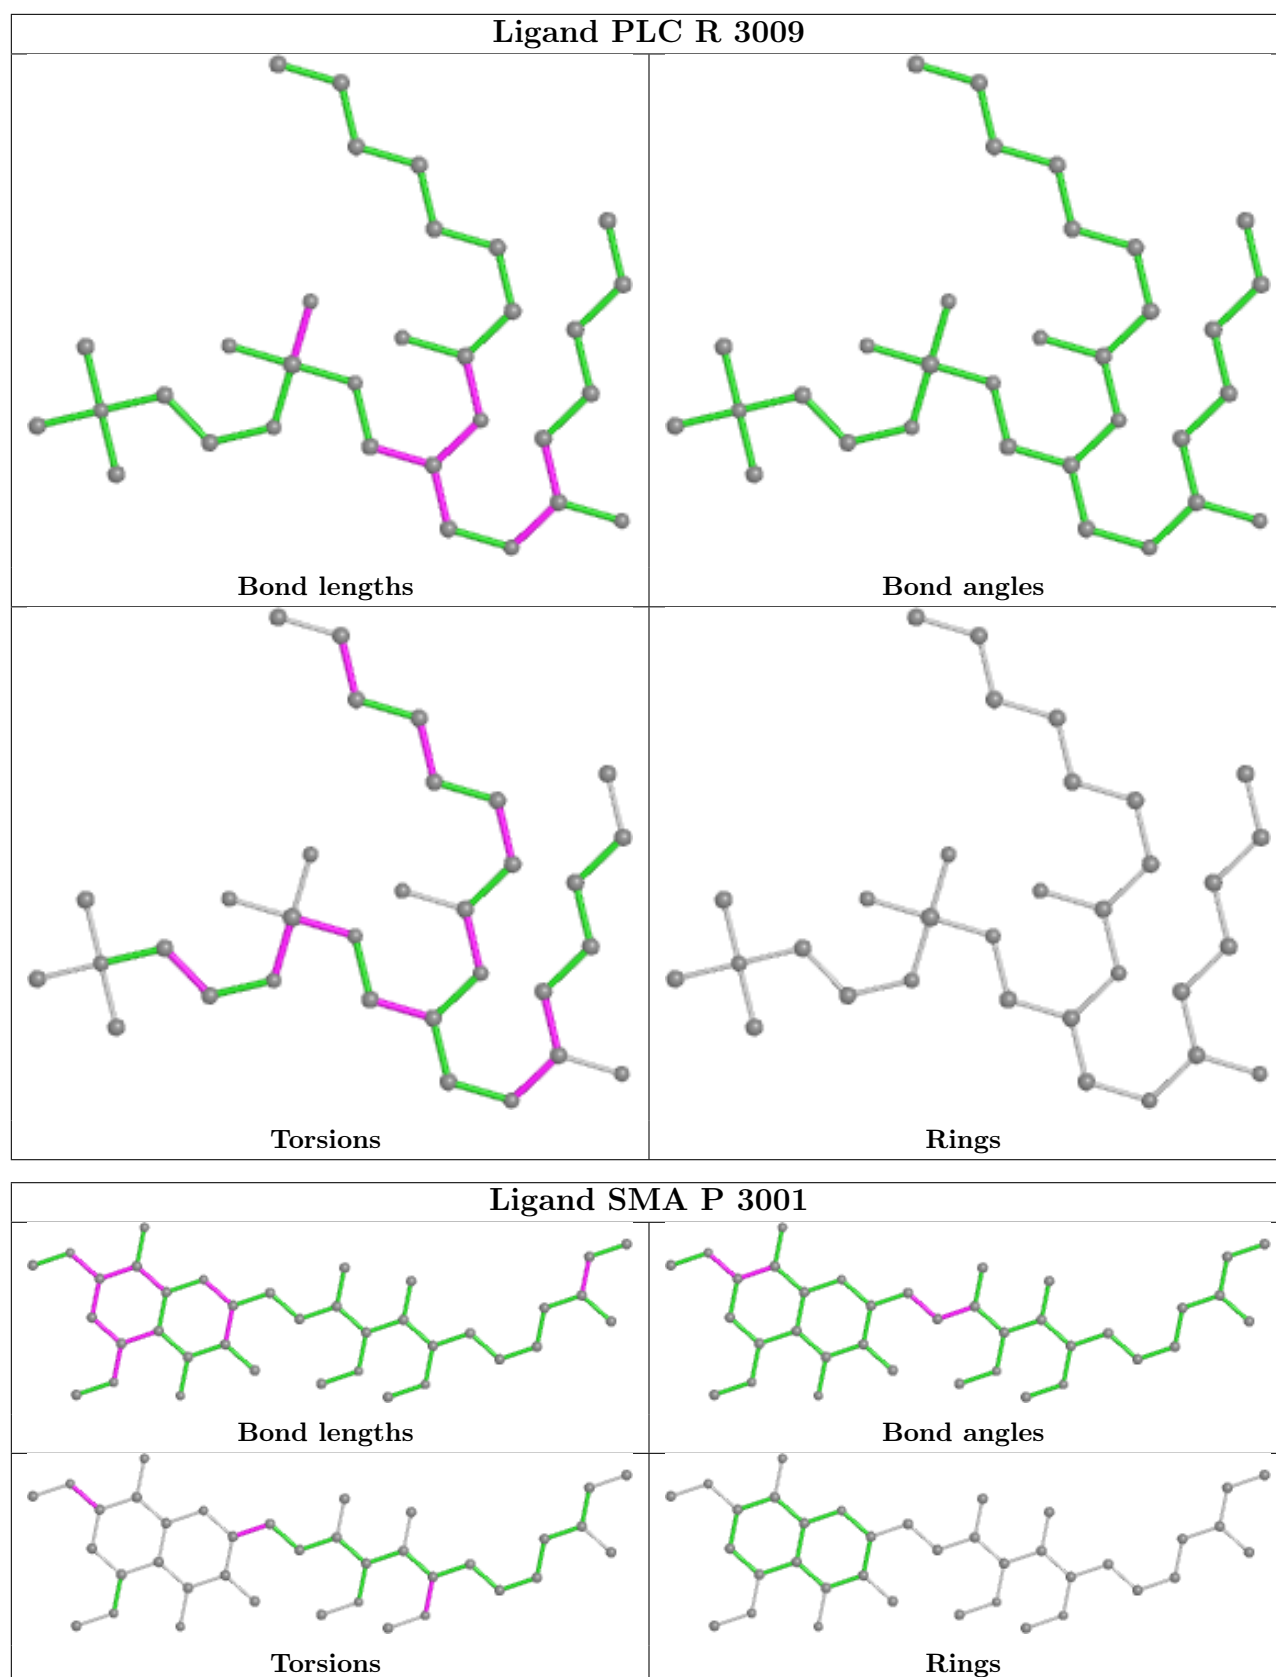 Ligand PLC R 3009
Bond lengths
Bond angles
Torsions
Rings
Ligand SMA P 3001
Bond lengths
Bond angles
Torsions
Rings